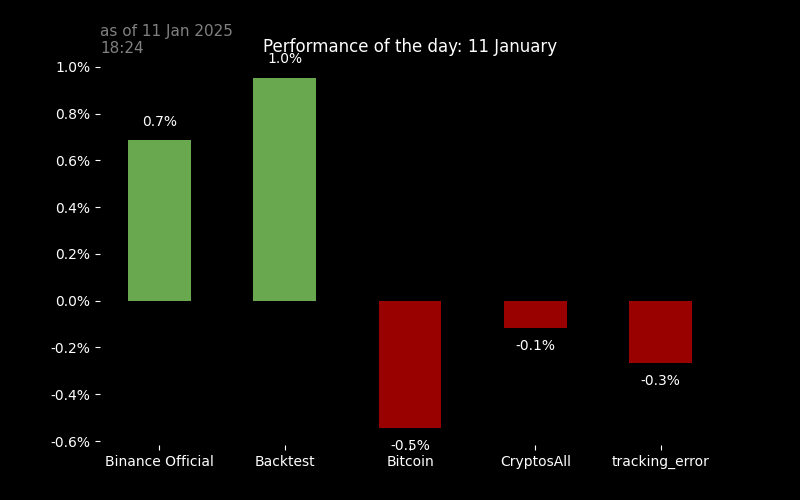 as of 11 Jan 2025
18:24
Performance of the day: 11 January
1.0%
0.8%
0.6%
0.4%
0.2%
0.0%
-0.2%
-0.4%
-0.6%
0.7%
1.0%
-0.5%
-0.1%
-0.3%
Binance Official
Backtest
Bitcoin
CryptosAll
tracking_error